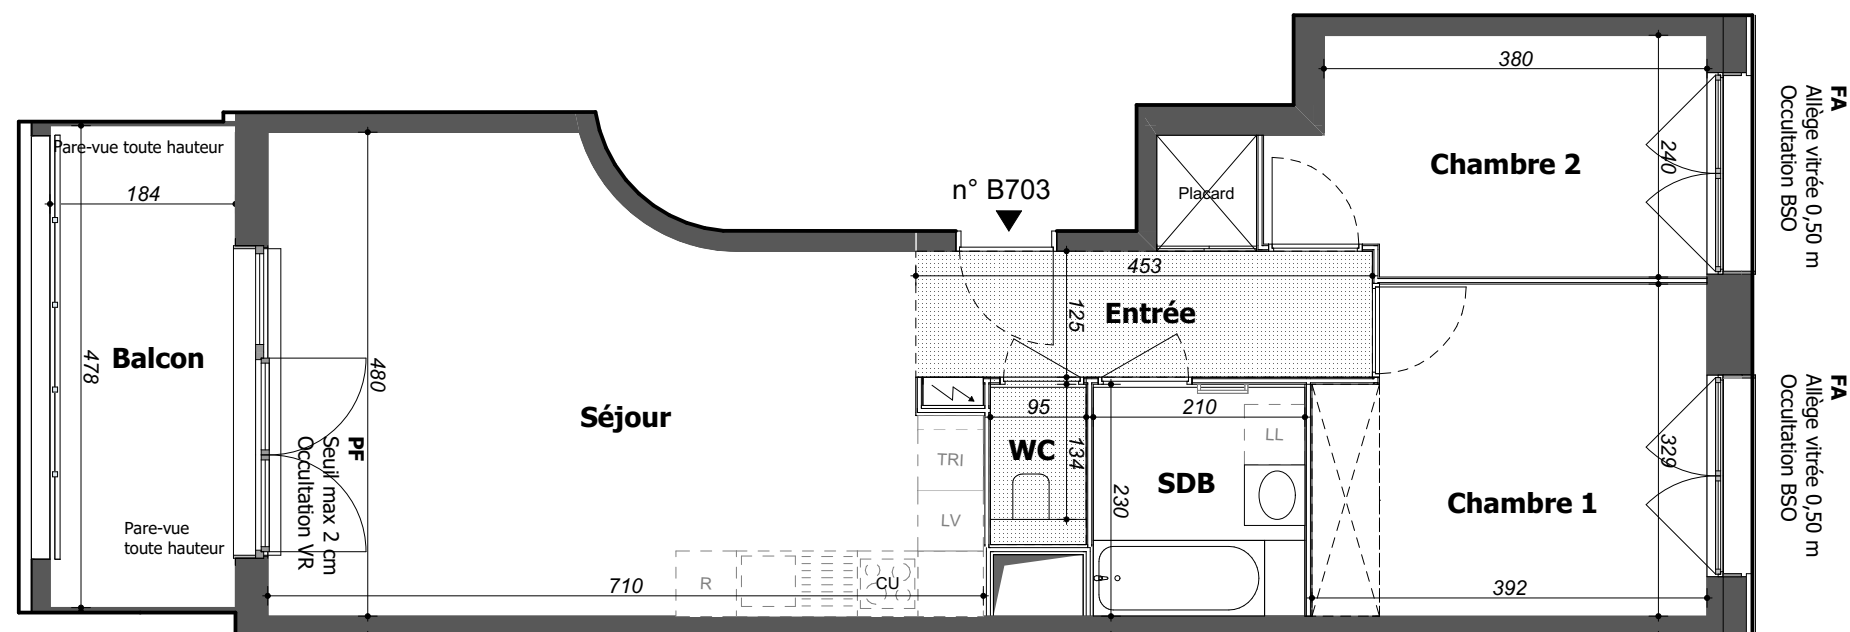 380
FA
Allège vitrée 0,50 m
Occultation BSO
Pare-vue toute hauteur
Chambre 2
240
184
n° B703
Placard
453
125
Entrée
Balcon
478
480
Séjour
PF
Seuil max 2 cm
Occultation VR
95
210
FA
Allège vitrée 0,50 m
Occultation BSO
TRI
WC
134
LL
329
SDB
230
Chambre 1
LV
Pare-vue
toute hauteur
R
CU
710
392